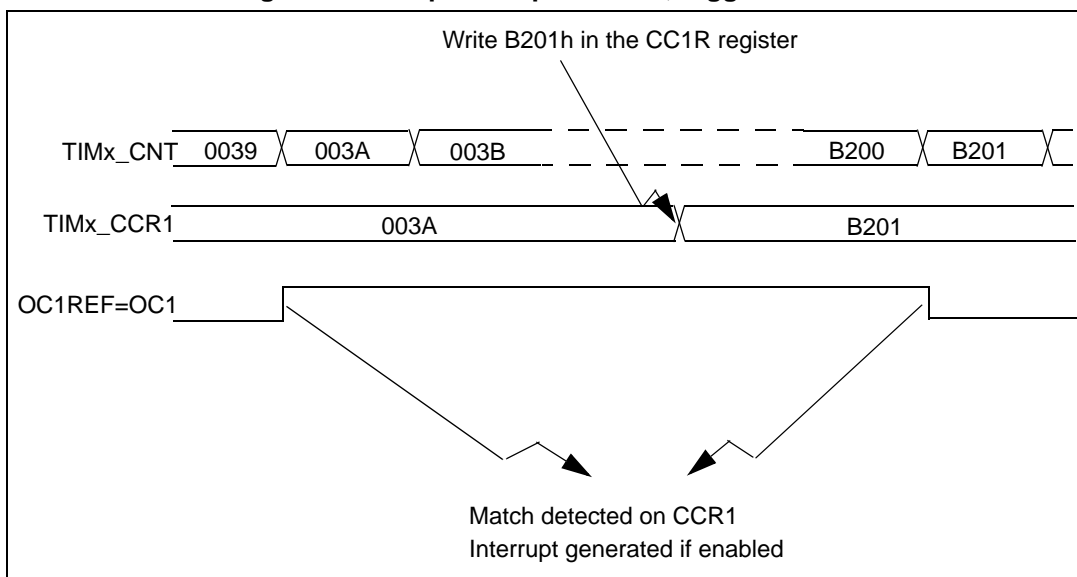 Write B201h in the CC1R register
TIMx_CNT 0039 003A 003B B200 B201
TIMx_CCR1 003A B201
OC1REF=OC1
Match detected on CCR1
Interrupt generated if enabled